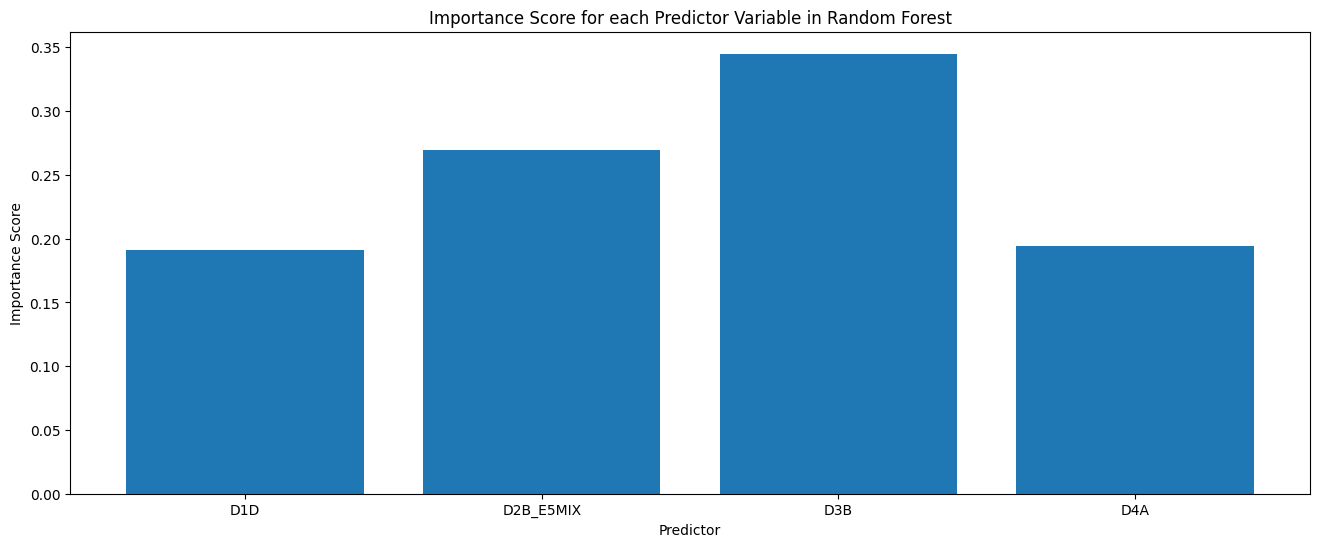 Importance Score for each Predictor Variable in Random Forest
0.35
0.30
0.25
0.20
0.15
0.10
0.05
0.00
Importance Score
D1D D2B_E5MIX D3B D4A
Predictor